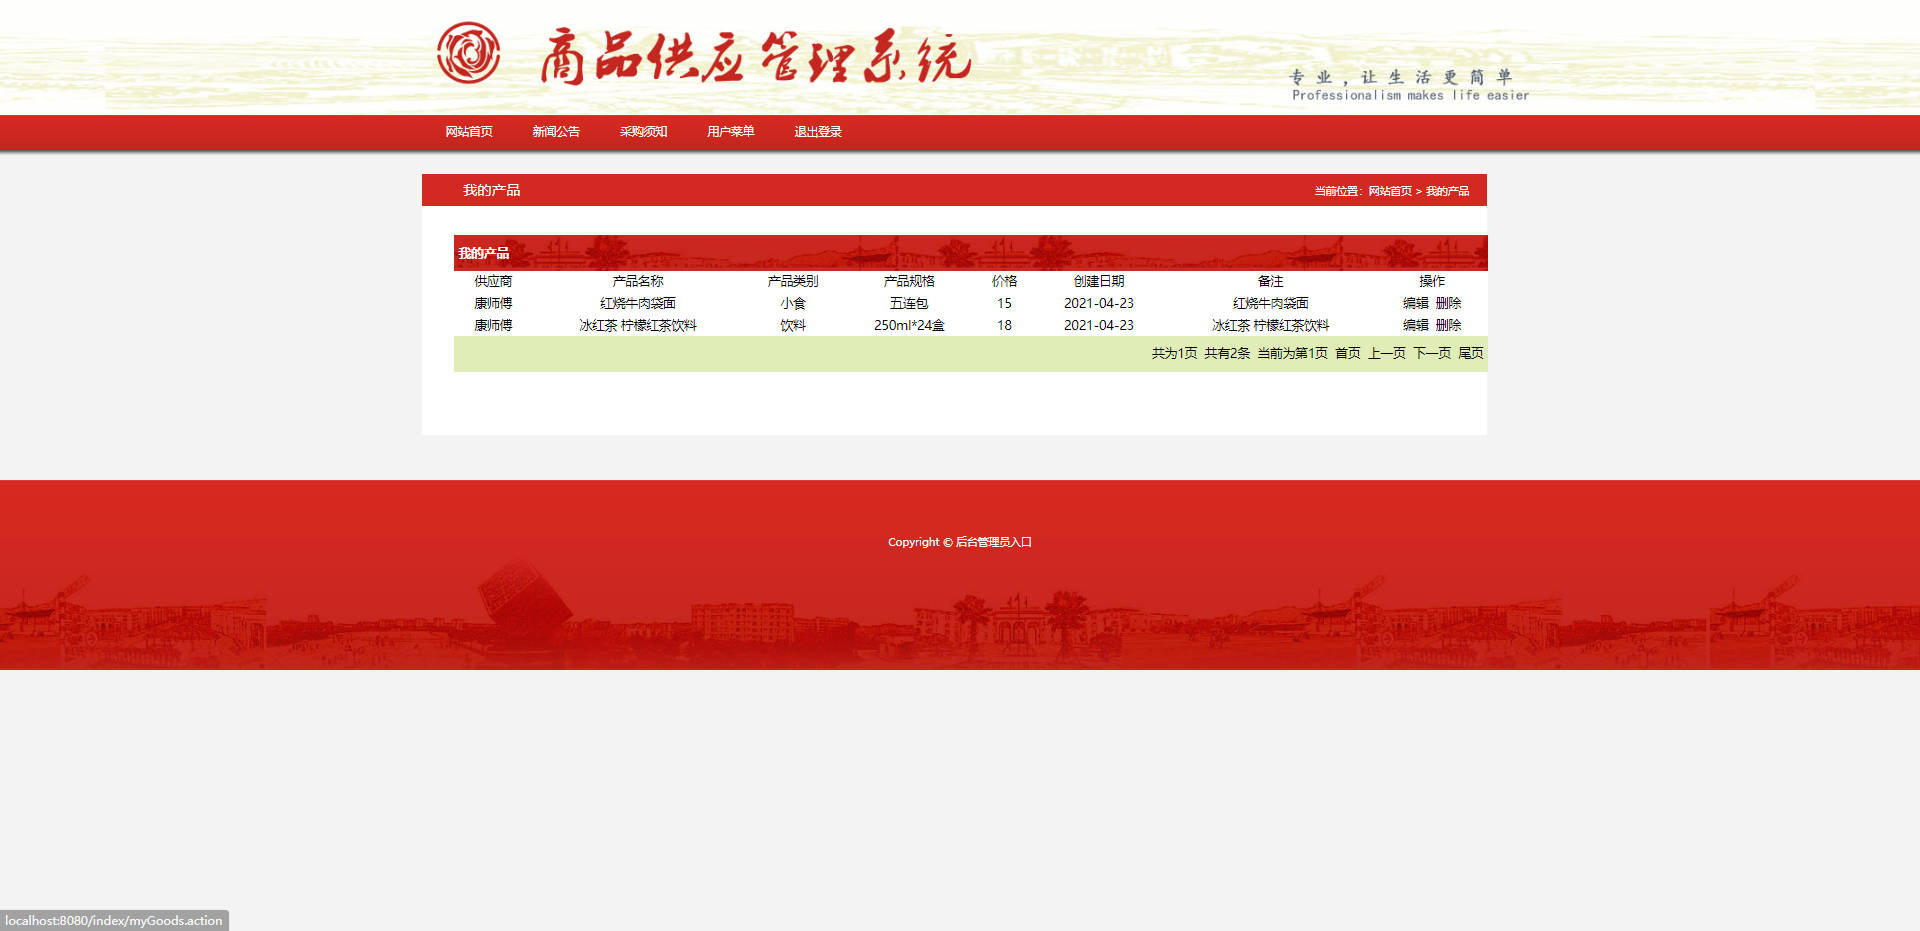 商品供应管理系统
专业，让生活更简单
Professionalism makes life easier
网站首页 新闻公告 采购须知 用户菜单 退出登录
我的产品 当前位置：网站首页 > 我的产品
我的产品
供应商 产品名称 产品类别 产品规格 价格 创建日期 备注 操作
康师傅 红烧牛肉袋面 小食 五连包 15 2021-04-23 红烧牛肉袋面 编辑 删除
康师傅 冰红茶 柠檬红茶饮料 饮料 250ml*24盒 18 2021-04-23 冰红茶 柠檬红茶饮料 编辑 删除
共为1页 共有2条 当前为第1页 首页 上一页 下一页 尾页
Copyright © 后台管理员入口
localhost:8080/index/myGoods.action